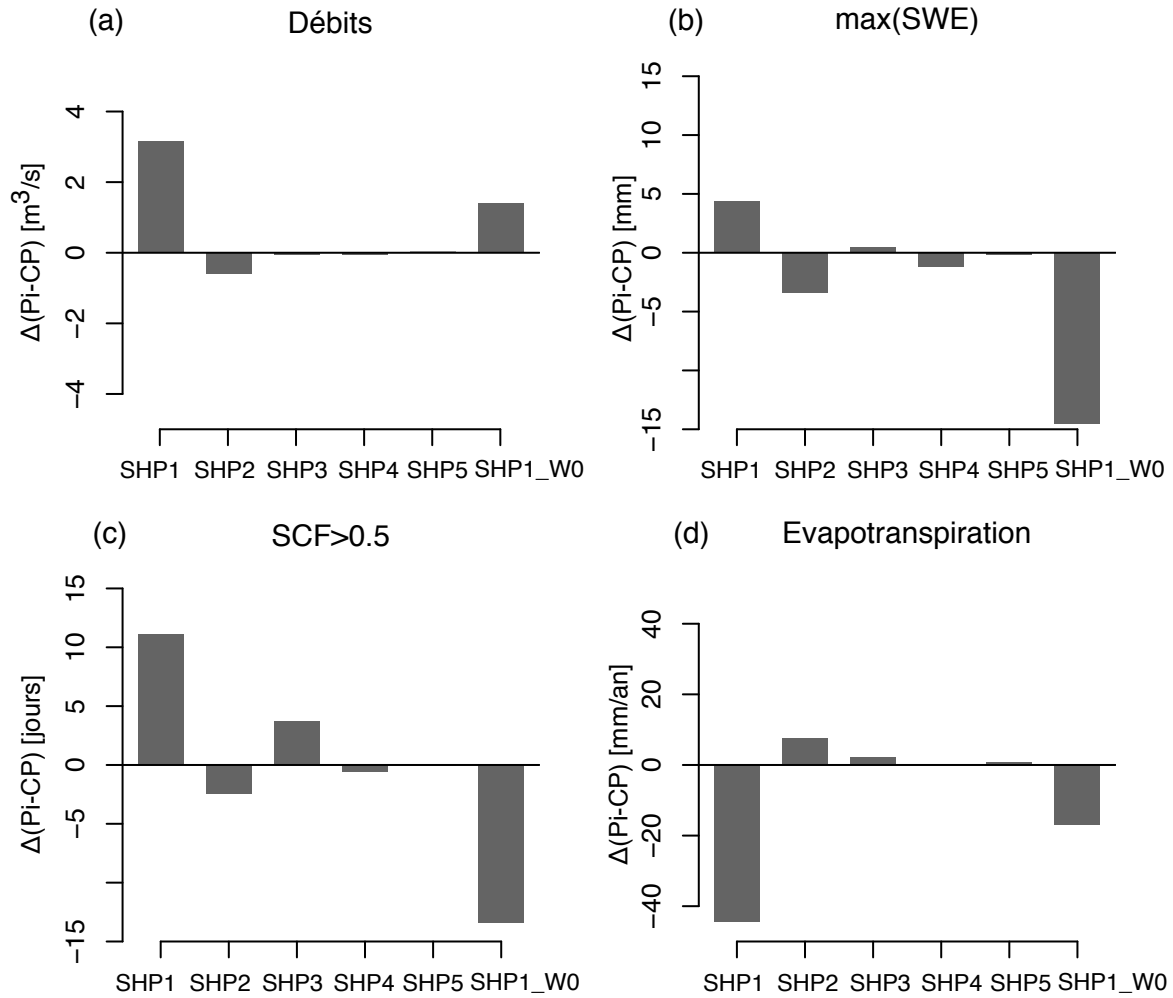 (a)
Débits
Δ(Pi-CP) [m³/s]
4
2
0
−2
−4
SHP1 SHP2 SHP3 SHP4 SHP5 SHP1_W0
(b)
max(SWE)
Δ(Pi-CP) [mm]
15
10
5
0
−5
−15
SHP1 SHP2 SHP3 SHP4 SHP5 SHP1_W0
(c)
SCF>0.5
Δ(Pi-CP) [jours]
15
10
5
0
−5
−15
SHP1 SHP2 SHP3 SHP4 SHP5 SHP1_W0
(d)
Evapotranspiration
Δ(Pi-CP) [mm/an]
40
20
0
−20
−40
SHP1 SHP2 SHP3 SHP4 SHP5 SHP1_W0